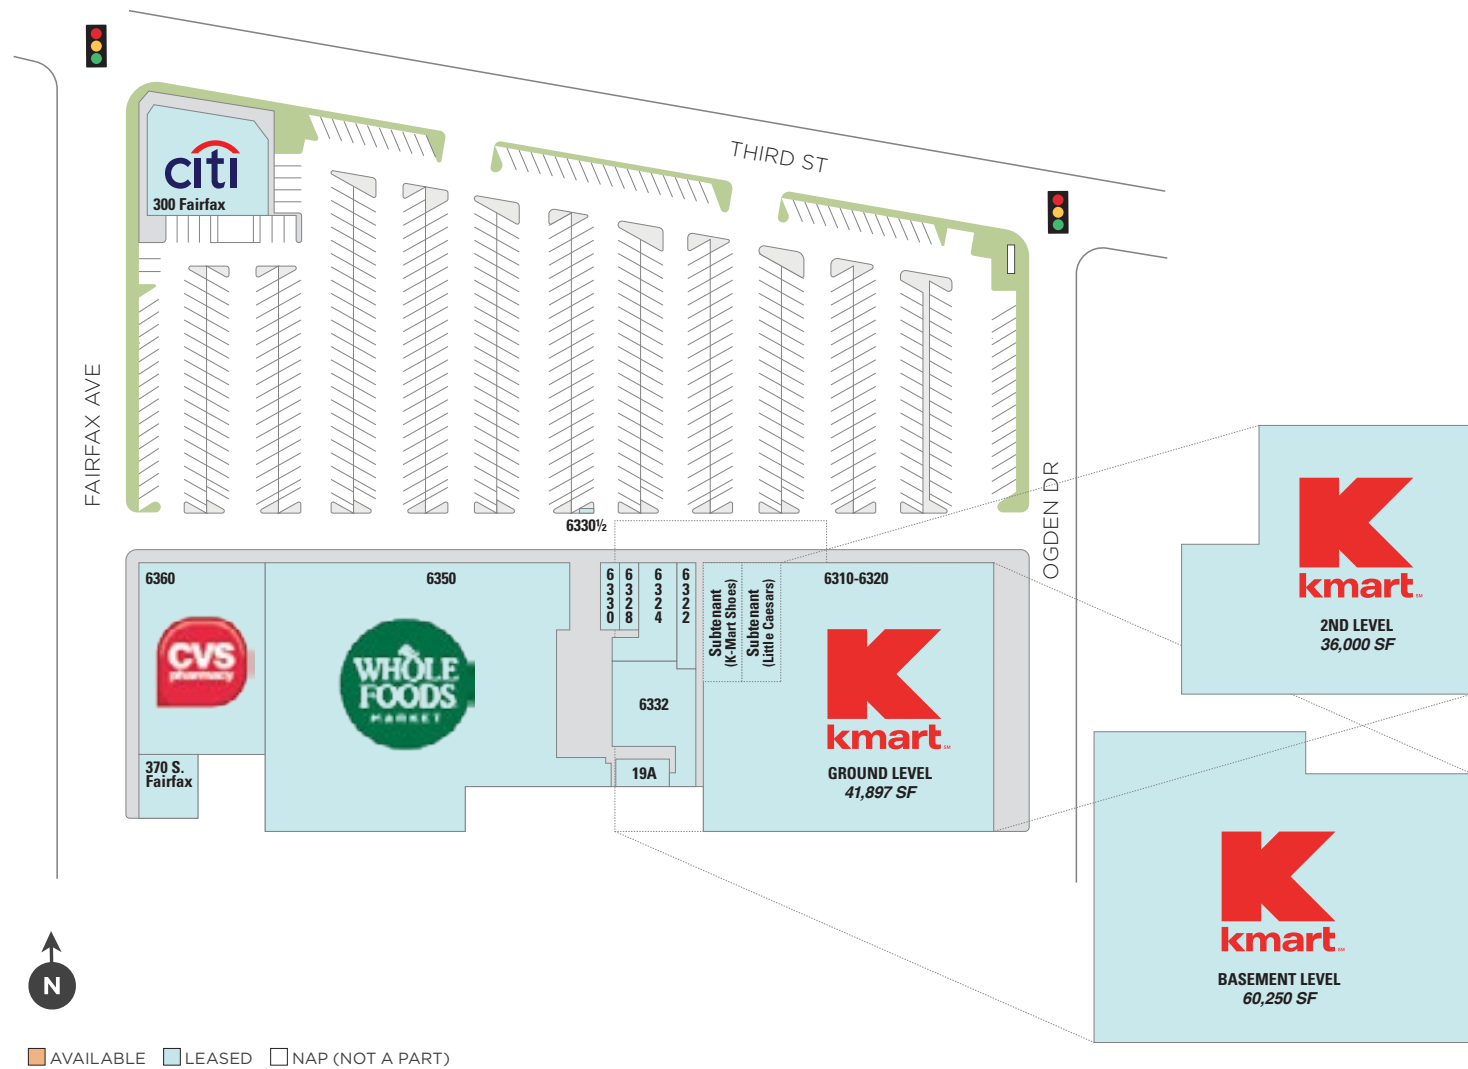 THIRD ST
citi
300 Fairfax
FAIRFAX AVE
OGDEN DR
6330½
6360
CVS
pharmacy
370 S.
Fairfax
6350
WHOLE
FOODS
MARKET
6330
6328
6324
6322
6332
19A
Subtenant
(K-Mart Shoes)
Subtenant
(Little Caesars)
6310-6320
kmart SM
GROUND LEVEL
41,897 SF
kmart SM
2ND LEVEL
36,000 SF
kmart SM
BASEMENT LEVEL
60,250 SF
N
AVAILABLE
LEASED
NAP (NOT A PART)